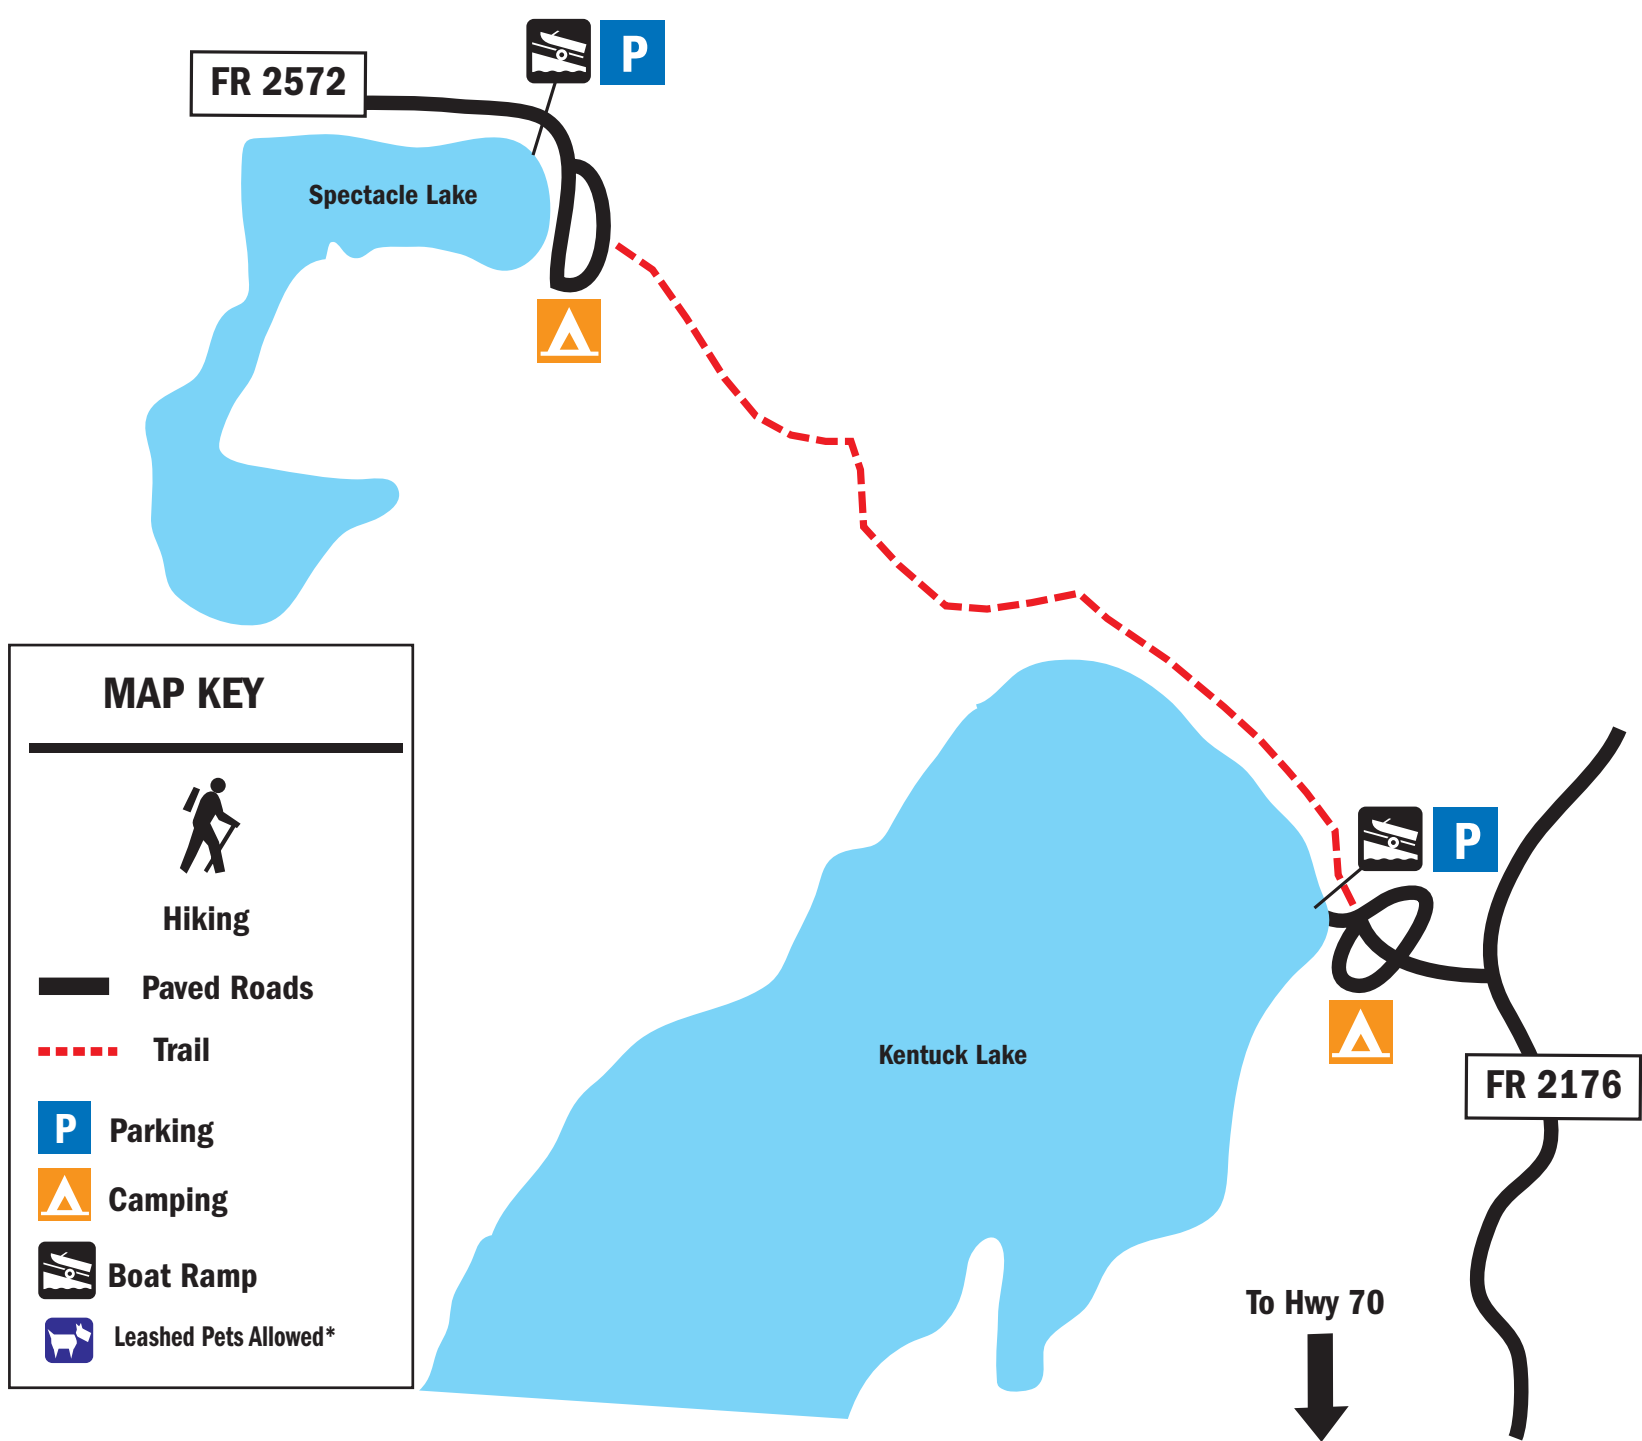 FR 2572
P
Spectacle Lake
MAP KEY
Hiking
Paved Roads
Trail
P Parking
Camping
Boat Ramp
Leashed Pets Allowed*
P
Kentuck Lake
FR 2176
To Hwy 70